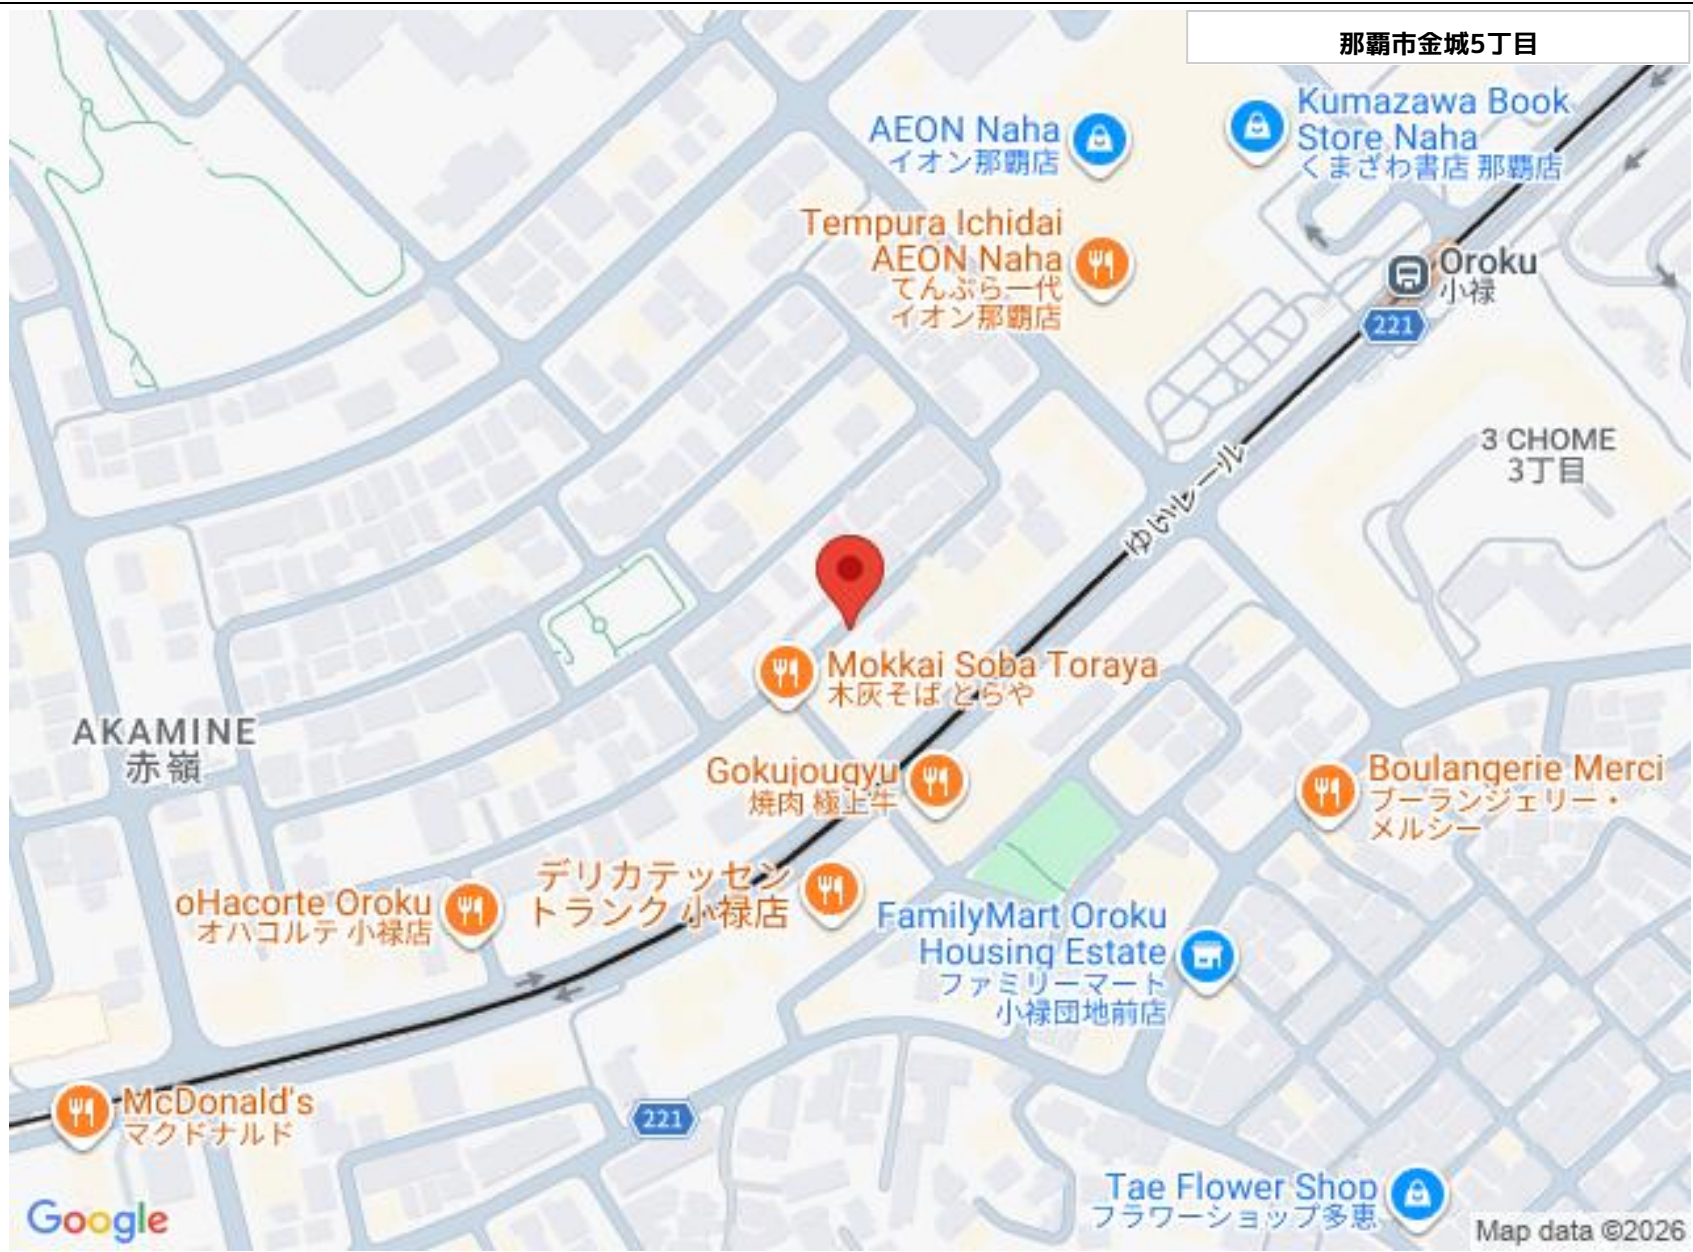 那覇市金城5丁目
AEON Naha
イオン那覇店
Kumazawa Book
Store Naha
くまざわ書店 那覇店
Tempura Ichidai
AEON Naha
てんぷら一代
イオン那覇店
Oroku
小禄
221
3 CHOME
3丁目
ゆいレール
Mokkai Soba Toraya
木灰そば とらや
AKAMINE
赤嶺
Gokujougyu
焼肉 極上牛
Boulangerie Merci
ブーランジェリー・
メルシー
デリカテッセン
トランク 小禄店
oHacorte Oroku
オハコルテ 小禄店
FamilyMart Oroku
Housing Estate
ファミリーマート
小禄団地前店
McDonald's
マクドナルド
221
Tae Flower Shop
フラワーショップ多恵
Google
Map data ©2026